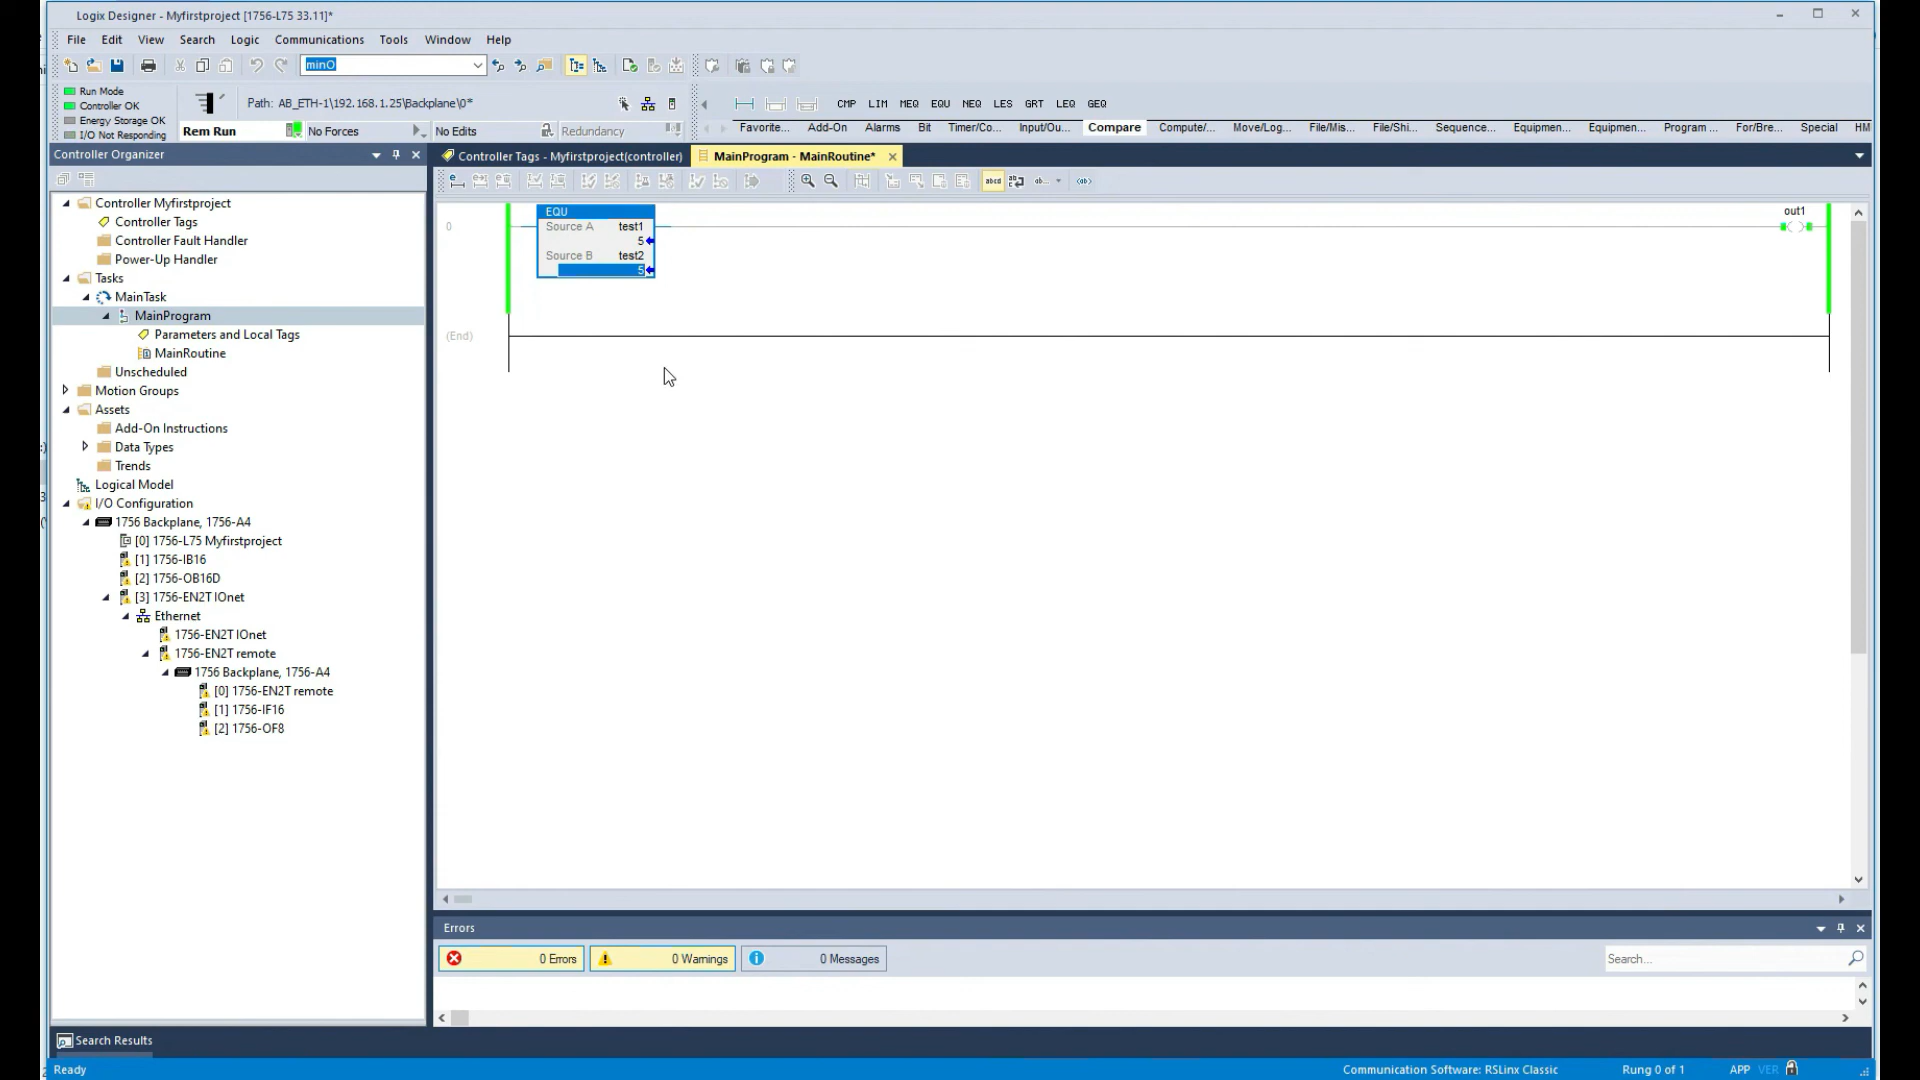 Logix Designer - Myfirstproject [1756-L75 33.11]*
File Edit View Search Logic Communications Tools Window Help
minO
Run Mode
Controller OK
Energy Storage OK
I/O Not Responding
Path: AB_ETH-1\192.168.1.25\Backplane\0*
Rem Run No Forces No Edits Redundancy
CMP LIM MEQ EQU NEQ LES GRT LEQ GEQ
Favorite... Add-On Alarms Bit Timer/Co... Input/Ou... Compare Compute/... Move/Log... File/Mis... File/Shi... Sequence... Equipmen... Equipmen... Program ... For/Bre... Special HM
Controller Organizer
Controller Tags - Myfirstproject(controller) MainProgram - MainRoutine*
Controller Myfirstproject
Controller Tags
Controller Fault Handler
Power-Up Handler
Tasks
MainTask
MainProgram
Parameters and Local Tags
MainRoutine
Unscheduled
Motion Groups
Assets
Add-On Instructions
Data Types
Trends
Logical Model
I/O Configuration
1756 Backplane, 1756-A4
[0] 1756-L75 Myfirstproject
[1] 1756-IB16
[2] 1756-OB16D
[3] 1756-EN2T IOnet
Ethernet
1756-EN2T IOnet
1756-EN2T remote
1756 Backplane, 1756-A4
[0] 1756-EN2T remote
[1] 1756-IF16
[2] 1756-OF8
abcd
ab...
0
EQU
Source A test1
5
Source B test2
5
out1
(End)
Errors
0 Errors 0 Warnings 0 Messages
Search...
Search Results
Ready
Communication Software: RSLinx Classic Rung 0 of 1 APP VER